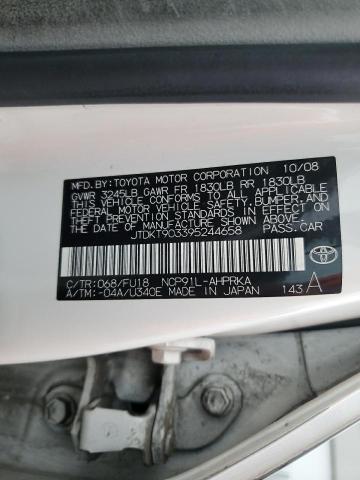 MFD.BY:TOYOTA MOTOR CORPORATION 10/08
GVWR 3245LB GAWR FR 1830LB RR 1830LB
THIS VEHICLE CONFORMS TO ALL APPLICABLE
FEDERAL MOTOR VEHICLE SAFETY, BUMPER, AND
THEFT PREVENTION STANDARDS IN EFFECT ON
THE DATE OF MANUFACTURE SHOWN ABOVE.
JTDKT903395244658 PASS.CAR
C/TR:068/FU18 NCP91L-AHPRKA
A/TM:-04A/U340E MADE IN JAPAN 143 A